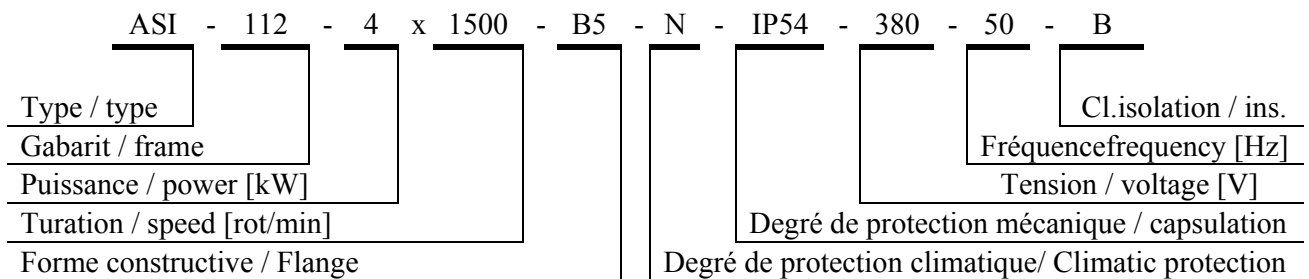 ASI - 112 - 4 x 1500 - B5 - N - IP54 - 380 - 50 - B
Type / type Cl.isolation / ins.
Gabarit / frame Fréquencefrequency [Hz]
Puissance / power [kW] Tension / voltage [V]
Turation / speed [rot/min] Degré de protection mécanique / capsulation
Forme constructive / Flange Degré de protection climatique/ Climatic protection